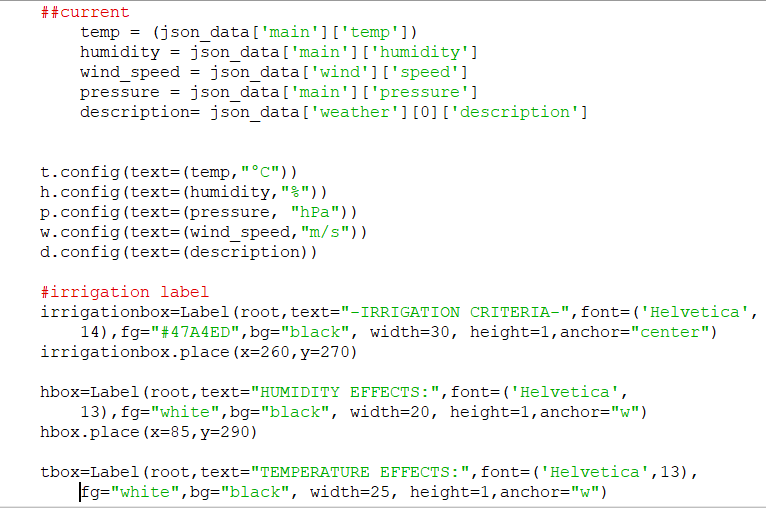 ##current
    temp = (json_data['main']['temp'])
    humidity = json_data['main']['humidity']
    wind_speed = json_data['wind']['speed']
    pressure = json_data['main']['pressure']
    description= json_data['weather'][0]['description']
t.config(text=(temp,"°C"))
h.config(text=(humidity,"%"))
p.config(text=(pressure, "hPa"))
w.config(text=(wind_speed,"m/s"))
d.config(text=(description))
#irrigation label
irrigationbox=Label(root,text="-IRRIGATION CRITERIA-",font=('Helvetica',
    14),fg="#47A4ED",bg="black", width=30, height=1,anchor="center")
irrigationbox.place(x=260,y=270)
hbox=Label(root,text="HUMIDITY EFFECTS:",font=('Helvetica',
    13),fg="white",bg="black", width=20, height=1,anchor="w")
hbox.place(x=85,y=290)
tbox=Label(root,text="TEMPERATURE EFFECTS:",font=('Helvetica',13),
    fg="white",bg="black", width=25, height=1,anchor="w")